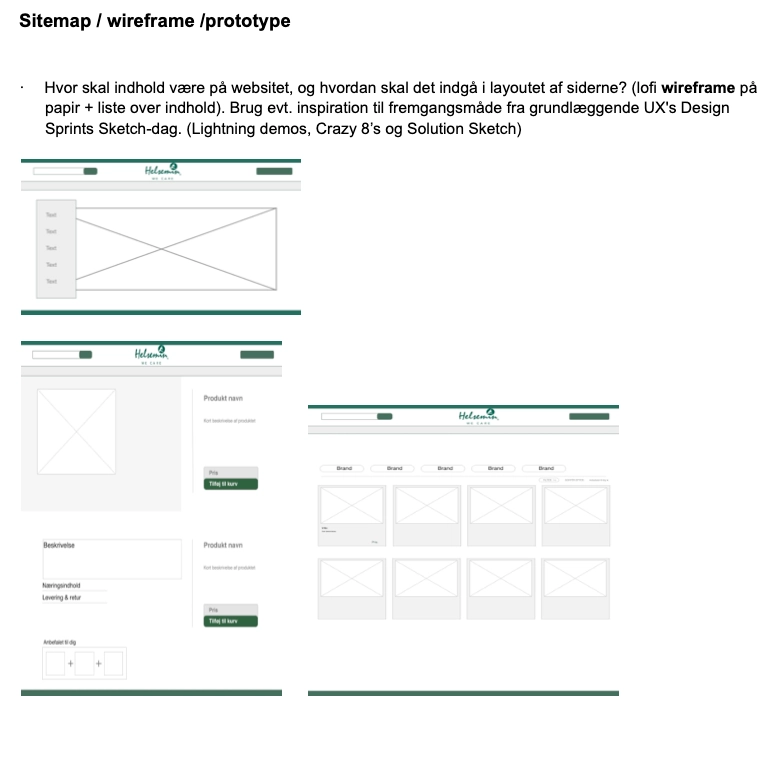 Sitemap / wireframe /prototype
· Hvor skal indhold være på websitet, og hvordan skal det indgå i layoutet af siderne? (lofi wireframe på
papir + liste over indhold). Brug evt. inspiration til fremgangsmåde fra grundlæggende UX's Design
Sprints Sketch-dag. (Lightning demos, Crazy 8's og Solution Sketch)
Helsemin
WE CARE
Text
Text
Text
Text
Text
Helsemin
WE CARE
Produkt navn
Kort beskrivelse af produktet
Pris
Tilføj til kurv
Beskrivelse
Næringsindhold
Levering & retur
Produkt navn
Kort beskrivelse af produktet
Pris
Tilføj til kurv
Anbefalet til dig
+ +
Helsemin
WE CARE
Brand Brand Brand Brand Brand